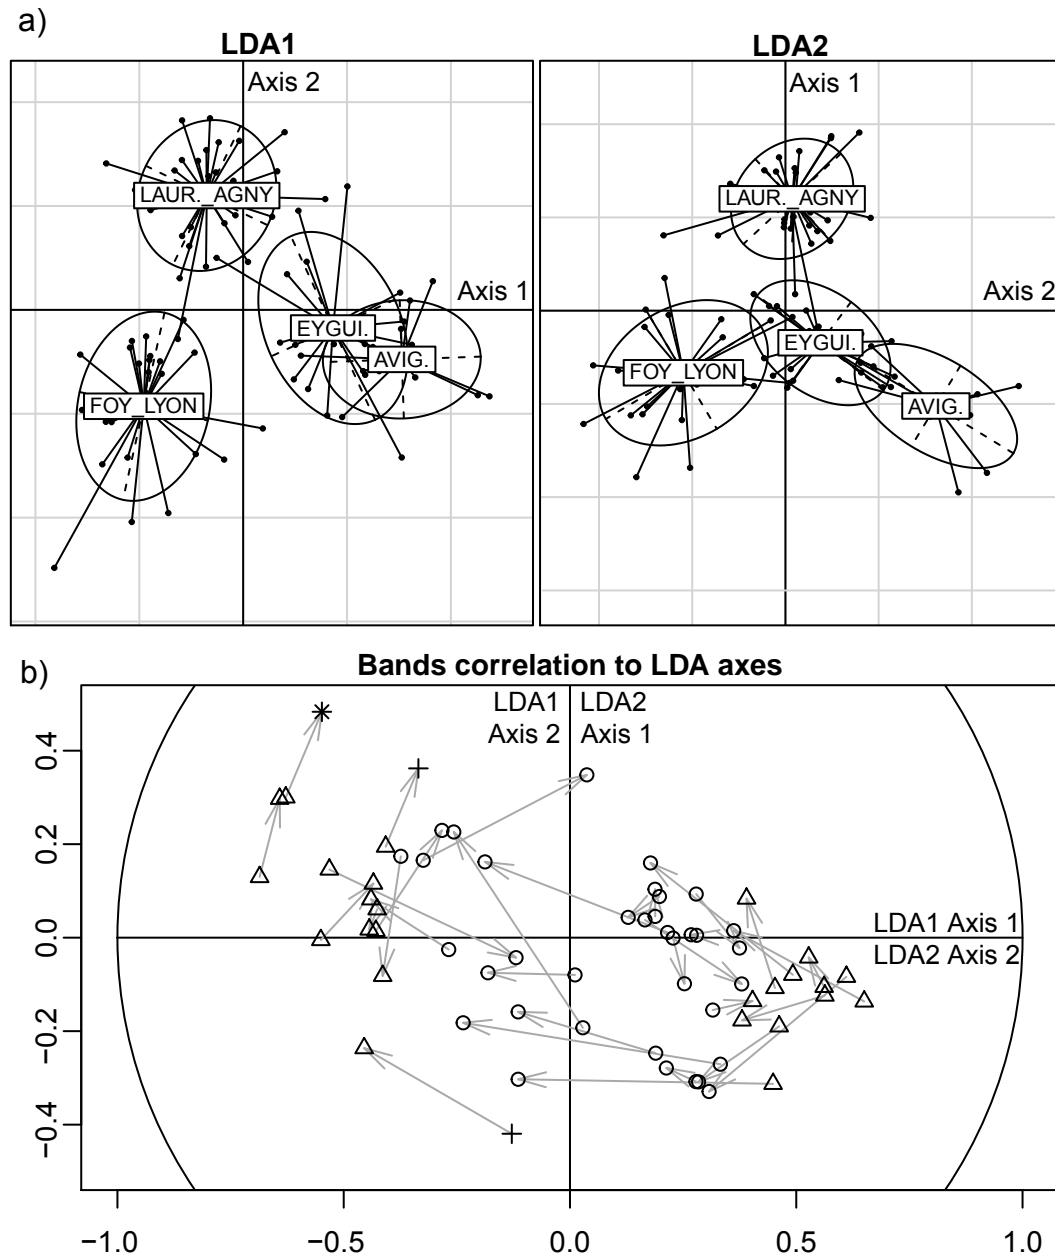 a)
LDA1
LDA2
Axis 2
Axis 1
LAUR._AGNY
LAUR._AGNY
Axis 1
Axis 2
EYGUI.
EYGUI.
AVIG.
FOY_LYON
FOY_LYON
AVIG.
b)
Bands correlation to LDA axes
LDA1
Axis 2
LDA2
Axis 1
0.4
0.2
0.0
−0.2
−0.4
LDA1 Axis 1
LDA2 Axis 2
−1.0
−0.5
0.0
0.5
1.0